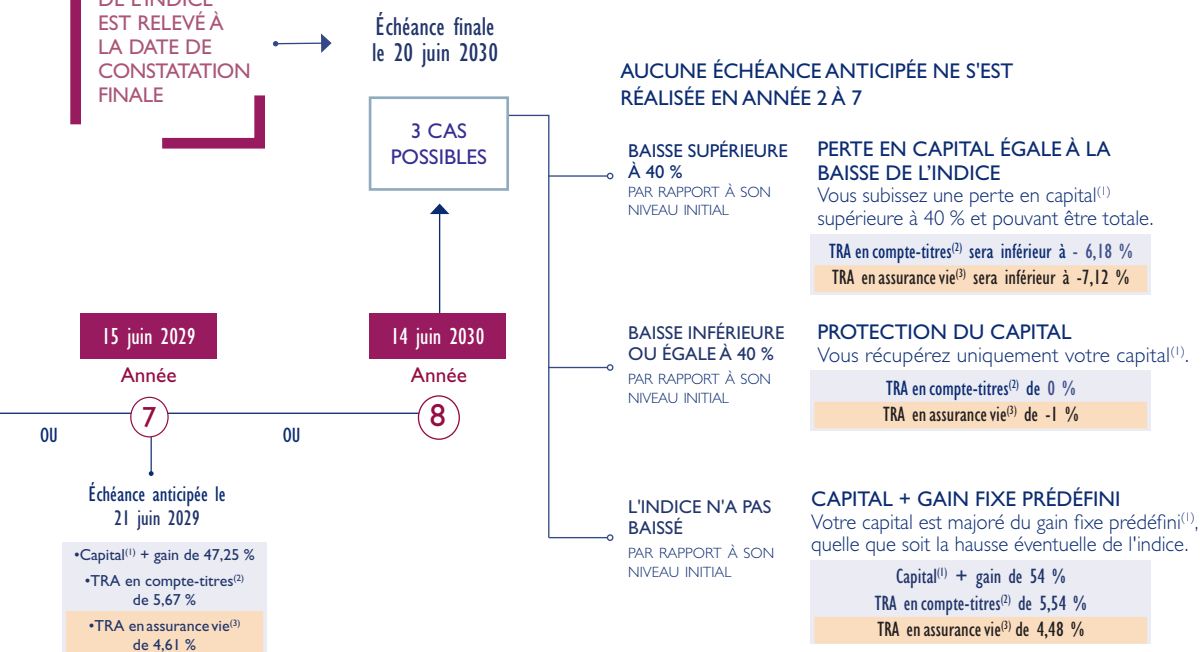 DE L'INDICE
EST RELEVÉ À
LA DATE DE
CONSTATATION
FINALE
Échéance finale
le 20 juin 2030
3 CAS
POSSIBLES
AUCUNE ÉCHÉANCE ANTICIPÉE NE S'EST
RÉALISÉE EN ANNÉE 2 À 7
BAISSE SUPÉRIEURE
À 40 %
PAR RAPPORT À SON
NIVEAU INITIAL
PERTE EN CAPITAL ÉGALE À LA
BAISSE DE L’INDICE
Vous subissez une perte en capital(1)
supérieure à 40 % et pouvant être totale.
TRA en compte-titres(2) sera inférieur à - 6,18 %
TRA en assurance vie(3) sera inférieur à -7,12 %
BAISSE INFÉRIEURE
OU ÉGALE À 40 %
PAR RAPPORT À SON
NIVEAU INITIAL
PROTECTION DU CAPITAL
Vous récupérez uniquement votre capital(1).
TRA en compte-titres(2) de 0 %
TRA en assurance vie(3) de -1 %
L'INDICE N'A PAS
BAISSÉ
PAR RAPPORT À SON
NIVEAU INITIAL
CAPITAL + GAIN FIXE PRÉDÉFINI
Votre capital est majoré du gain fixe prédéfini(1),
quelle que soit la hausse éventuelle de l'indice.
Capital(1) + gain de 54 %
TRA en compte-titres(2) de 5,54 %
TRA en assurance vie(3) de 4,48 %
15 juin 2029
Année
7
14 juin 2030
Année
8
OU
OU
Échéance anticipée le
21 juin 2029
•Capital(1) + gain de 47,25 %
•TRA en compte-titres(2)
de 5,67 %
•TRA en assurance vie(3)
de 4,61 %